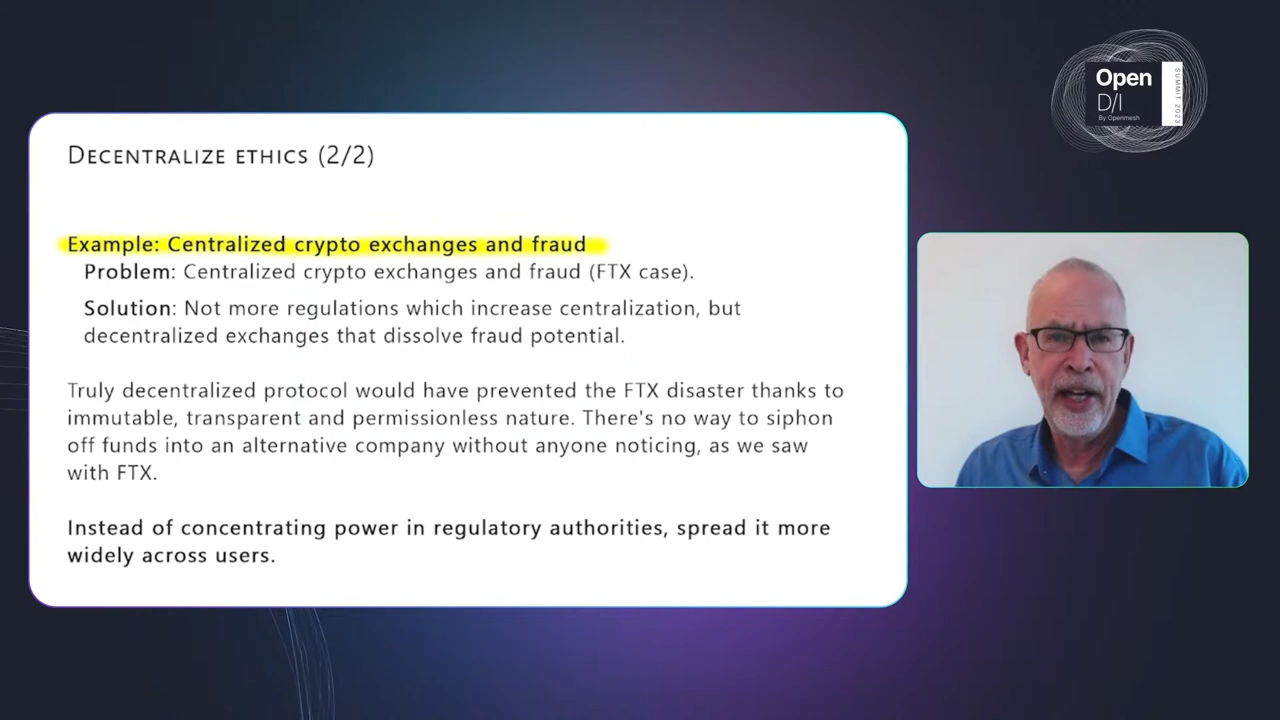 DECENTRALIZE ETHICS (2/2)
Example: Centralized crypto exchanges and fraud
Problem: Centralized crypto exchanges and fraud (FTX case).
Solution: Not more regulations which increase centralization, but
decentralized exchanges that dissolve fraud potential.
Truly decentralized protocol would have prevented the FTX disaster thanks to
immutable, transparent and permissionless nature. There's no way to siphon
off funds into an alternative company without anyone noticing, as we saw
with FTX.
Instead of concentrating power in regulatory authorities, spread it more
widely across users.
Open
D/I
By Openmesh
SUMMIT 2023